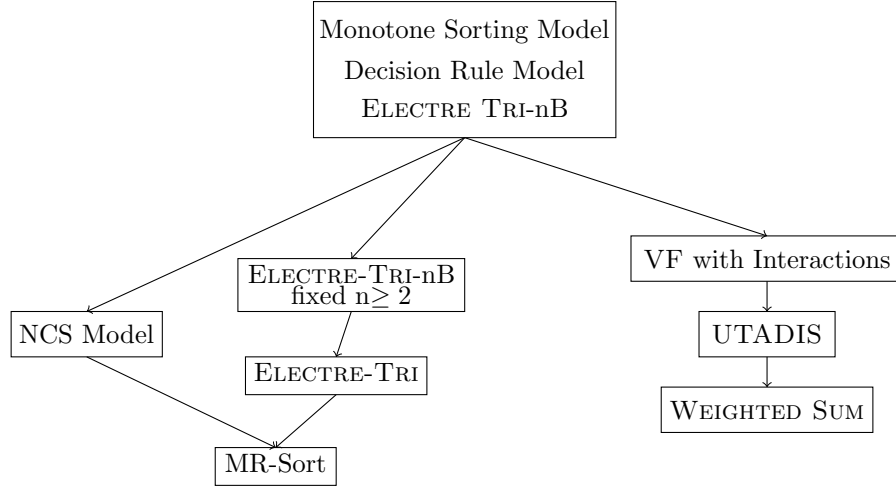 Monotone Sorting Model
Decision Rule Model
ELECTRE TRI-nB
VF with Interactions
ELECTRE-TRI-nB
fixed n≥ 2
NCS Model
UTADIS
ELECTRE-TRI
WEIGHTED SUM
MR-Sort